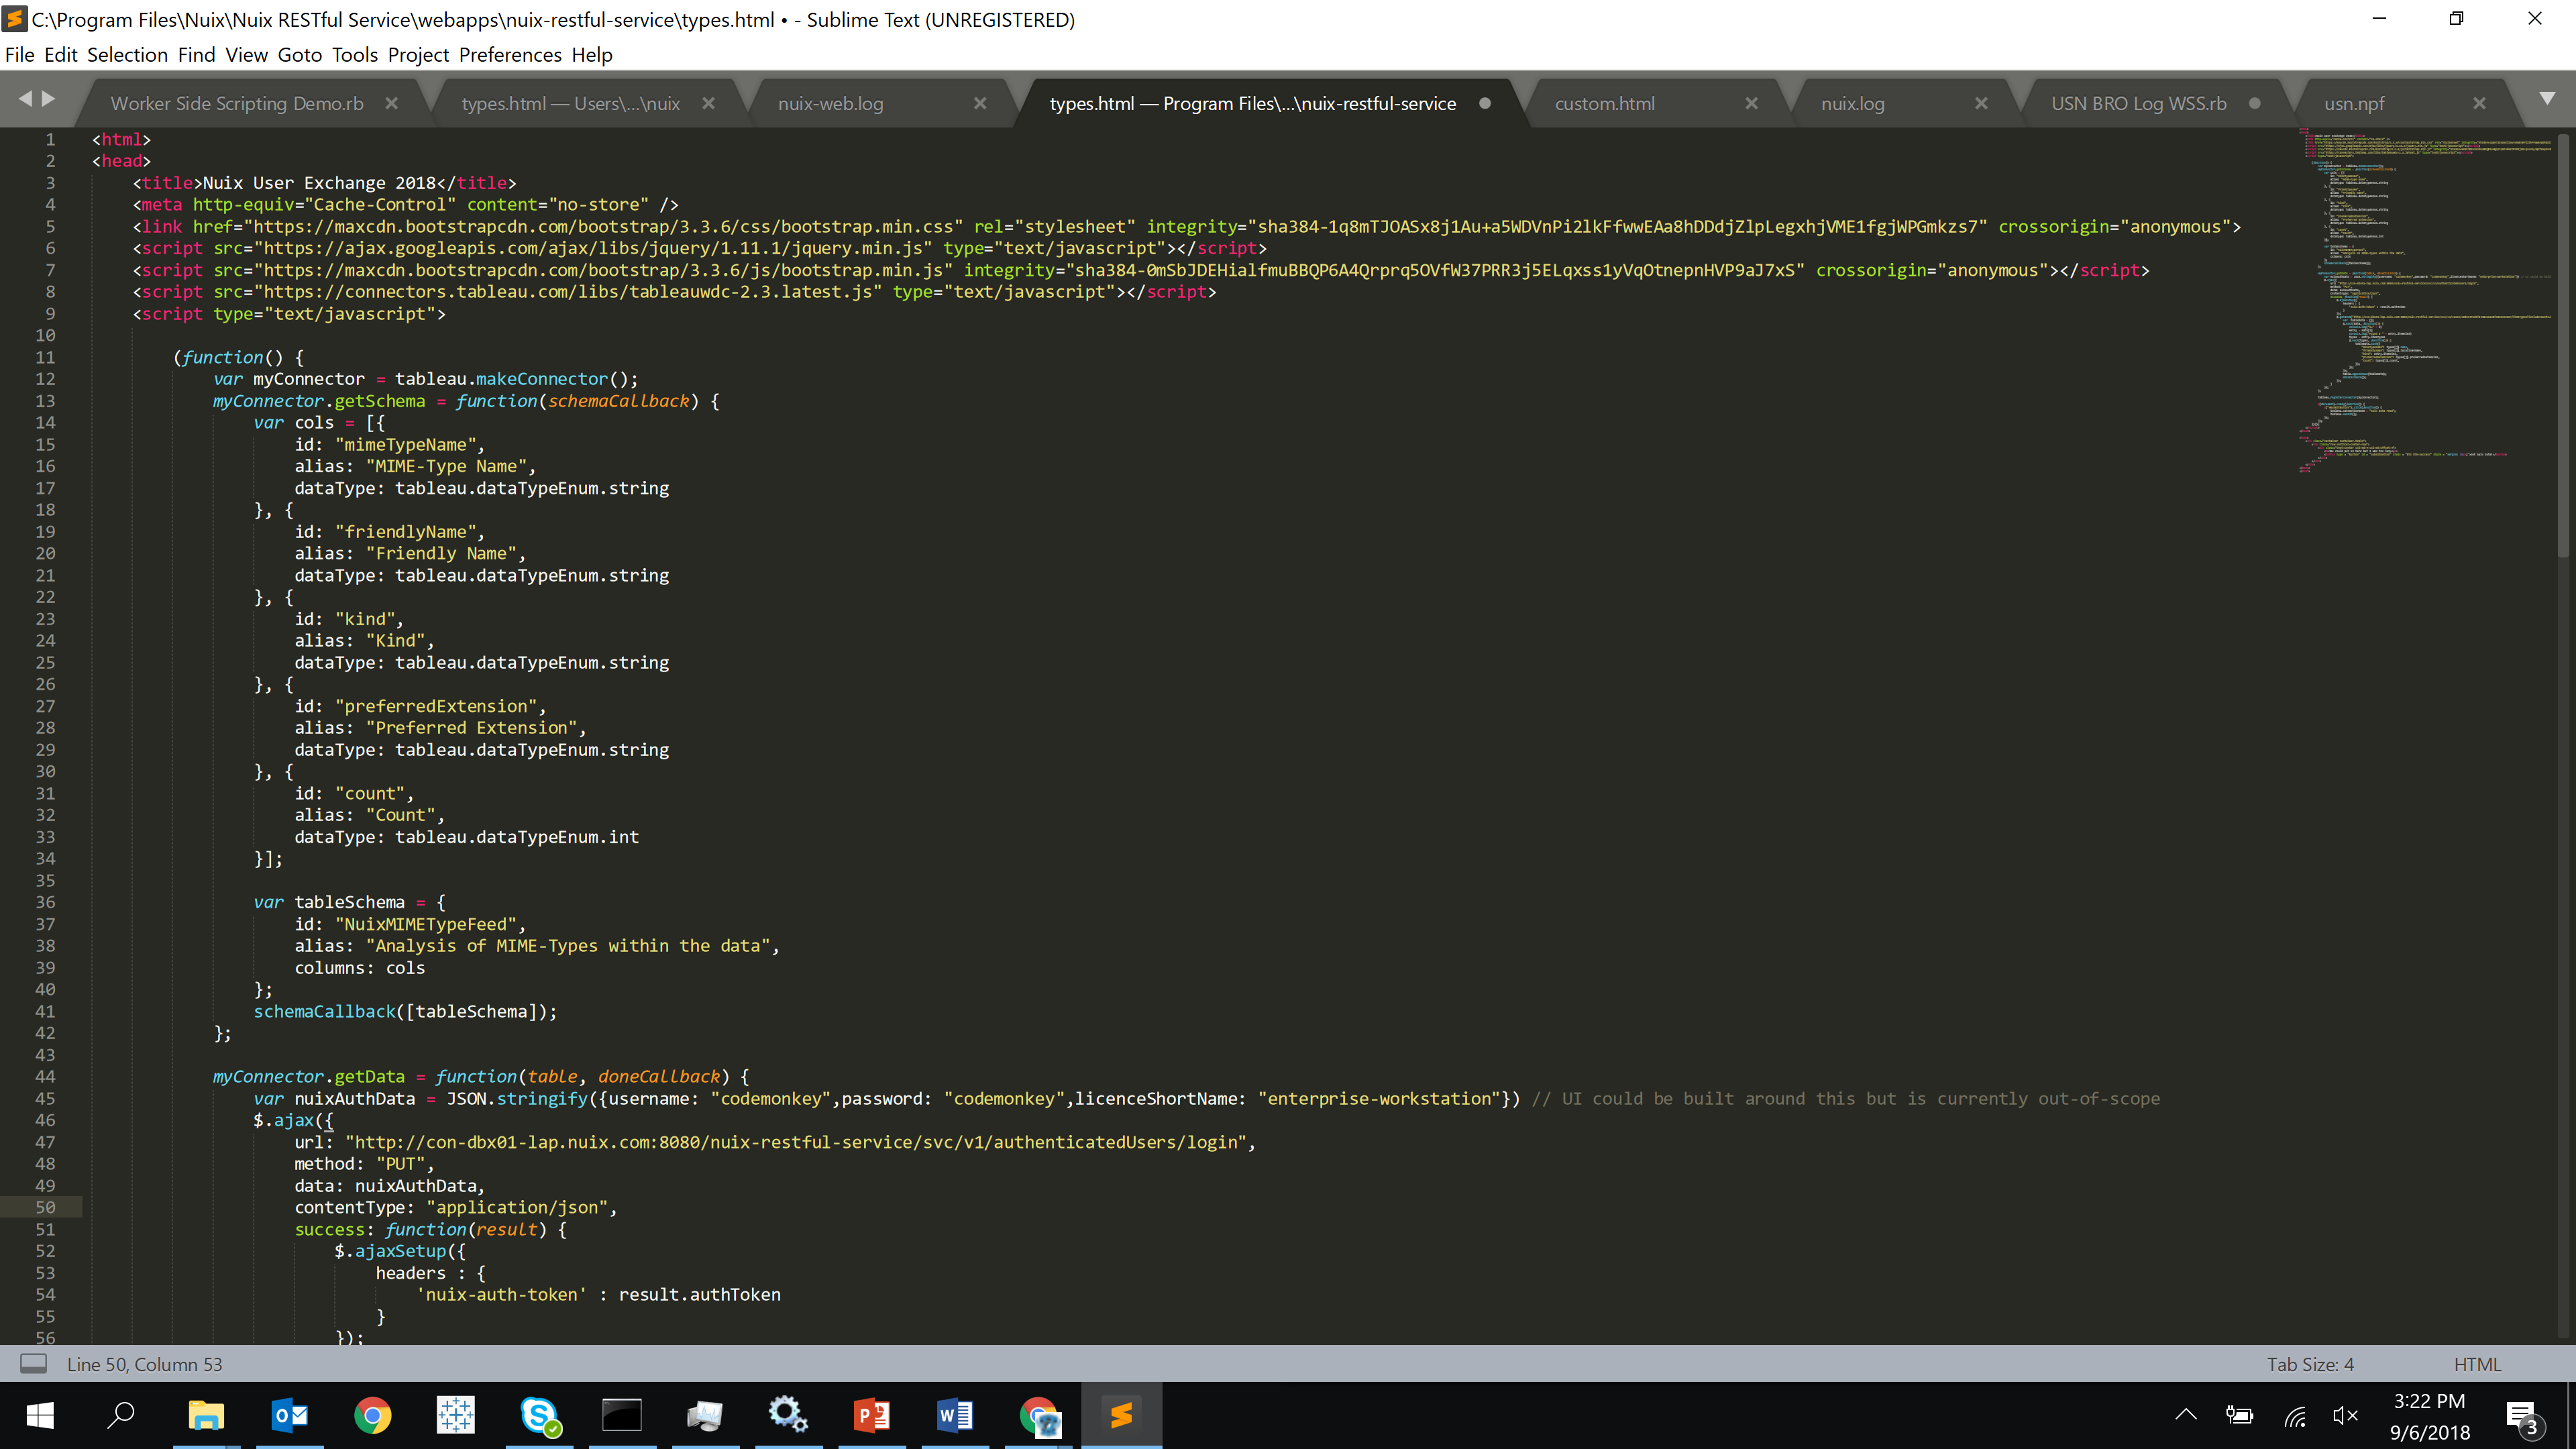 C:\Program Files\Nuix\Nuix RESTful Service\webapps\nuix-restful-service\types.html • - Sublime Text (UNREGISTERED)
File Edit Selection Find View Goto Tools Project Preferences Help
Worker Side Scripting Demo.rb types.html — Users\...\nuix nuix-web.log types.html — Program Files\...\nuix-restful-service custom.html nuix.log USN BRO Log WSS.rb usn.npf
1 <html>
2 <head>
3 <title>Nuix User Exchange 2018</title>
4 <meta http-equiv="Cache-Control" content="no-store" />
5 <link href="https://maxcdn.bootstrapcdn.com/bootstrap/3.3.6/css/bootstrap.min.css" rel="stylesheet" integrity="sha384-1q8mTJOASx8j1Au+a5WDVnPi2lkFfwwEAa8hDDdjZlpLegxhjVME1fgjWPGmkzs7" crossorigin="anonymous">
6 <script src="https://ajax.googleapis.com/ajax/libs/jquery/1.11.1/jquery.min.js" type="text/javascript"></script>
7 <script src="https://maxcdn.bootstrapcdn.com/bootstrap/3.3.6/js/bootstrap.min.js" integrity="sha384-0mSbJDEHialfmuBBQP6A4Qrprq5OVfW37PRR3j5ELqxss1yVqOtnepnHVP9aJ7xS" crossorigin="anonymous"></script>
8 <script src="https://connectors.tableau.com/libs/tableauwdc-2.3.latest.js" type="text/javascript"></script>
9 <script type="text/javascript">
10
11 (function() {
12 var myConnector = tableau.makeConnector();
13 myConnector.getSchema = function(schemaCallback) {
14 var cols = [{
15 id: "mimeTypeName",
16 alias: "MIME-Type Name",
17 dataType: tableau.dataTypeEnum.string
18 }, {
19 id: "friendlyName",
20 alias: "Friendly Name",
21 dataType: tableau.dataTypeEnum.string
22 }, {
23 id: "kind",
24 alias: "Kind",
25 dataType: tableau.dataTypeEnum.string
26 }, {
27 id: "preferredExtension",
28 alias: "Preferred Extension",
29 dataType: tableau.dataTypeEnum.string
30 }, {
31 id: "count",
32 alias: "Count",
33 dataType: tableau.dataTypeEnum.int
34 }];
35
36 var tableSchema = {
37 id: "NuixMIMETypeFeed",
38 alias: "Analysis of MIME-Types within the data",
39 columns: cols
40 };
41 schemaCallback([tableSchema]);
42 };
43
44 myConnector.getData = function(table, doneCallback) {
45 var nuixAuthData = JSON.stringify({username: "codemonkey",password: "codemonkey",licenceShortName: "enterprise-workstation"}) // UI could be built around this but is currently out-of-scope
46 $.ajax({
47 url: "http://con-dbx01-lap.nuix.com:8080/nuix-restful-service/svc/v1/authenticatedUsers/login",
48 method: "PUT",
49 data: nuixAuthData,
50 contentType: "application/json",
51 success: function(result) {
52 $.ajaxSetup({
53 headers : {
54 'nuix-auth-token' : result.authToken
55 }
56 });
Line 50, Column 53 Tab Size: 4 HTML
3:22 PM
9/6/2018
3